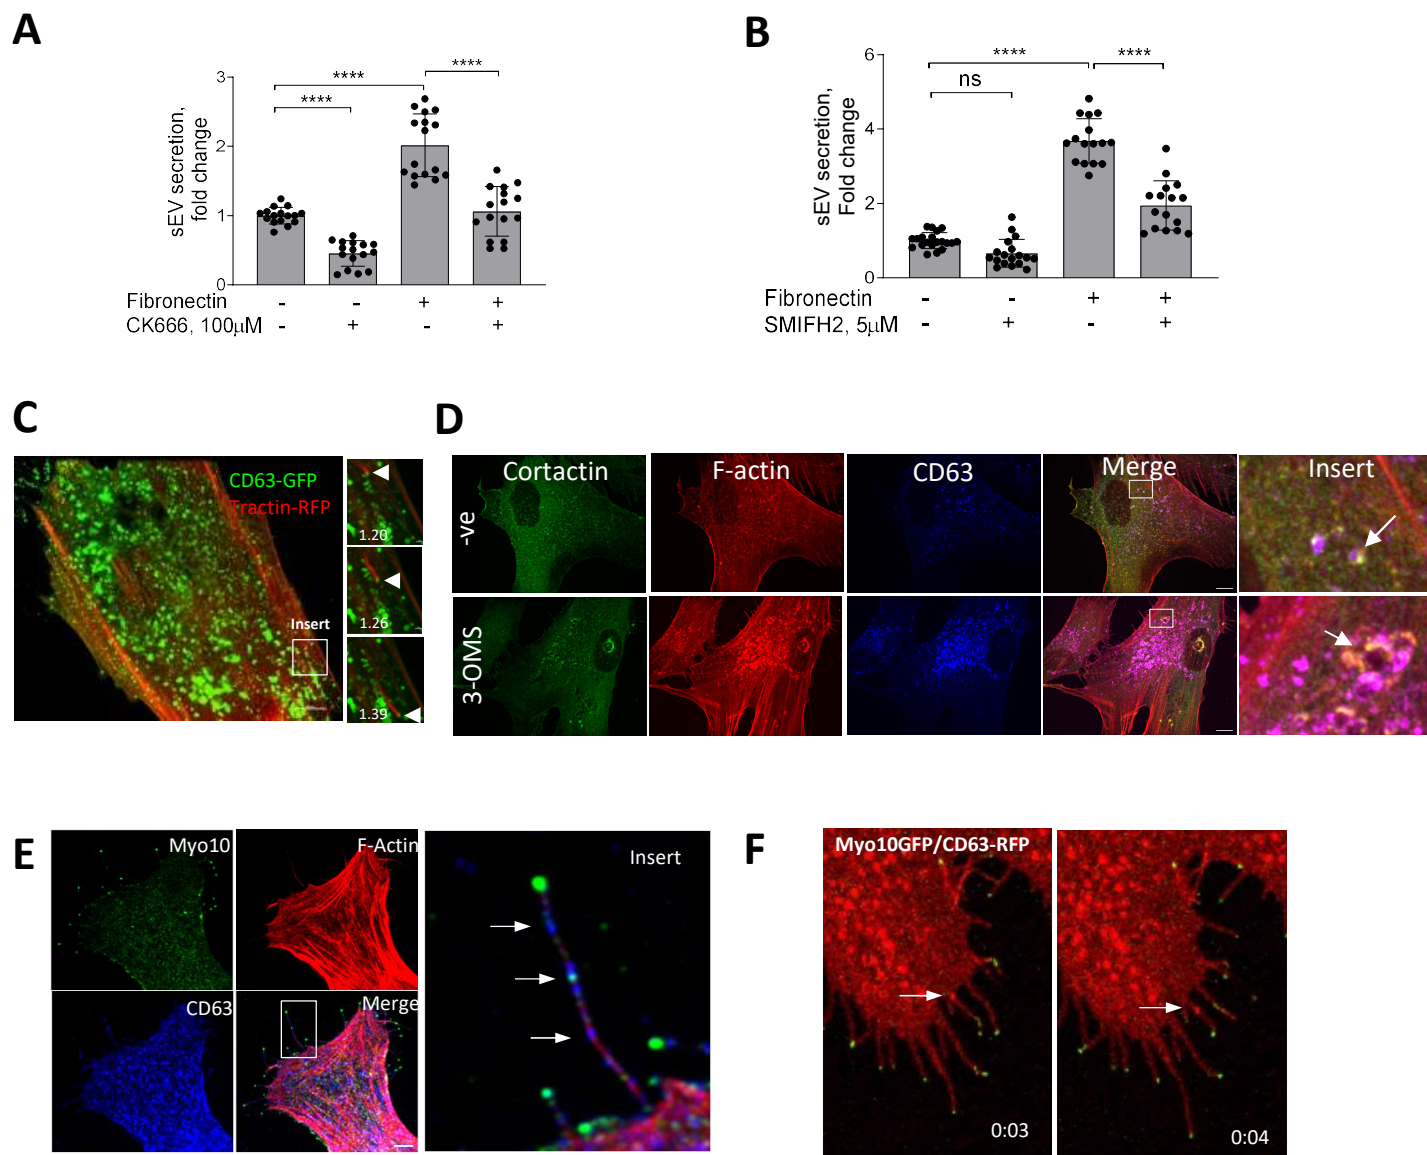 A
sEV secretion,
fold change
3
2
1
0
****
****
****
Fibronectin - - + +
CK666, 100µM - + - +
B
sEV secretion,
Fold change
6
4
2
0
****
****
ns
Fibronectin - - + +
SMIFH2, 5µM - + - +
C
CD63-GFP
Tractin-RFP
Insert
1.20
1.26
1.39
D
Cortactin
F-actin
CD63
Merge
Insert
-ve
3-OMS
E
Myo10
F-Actin
CD63
Merge
Insert
F
Myo10GFP/CD63-RFP
0:03
0:04